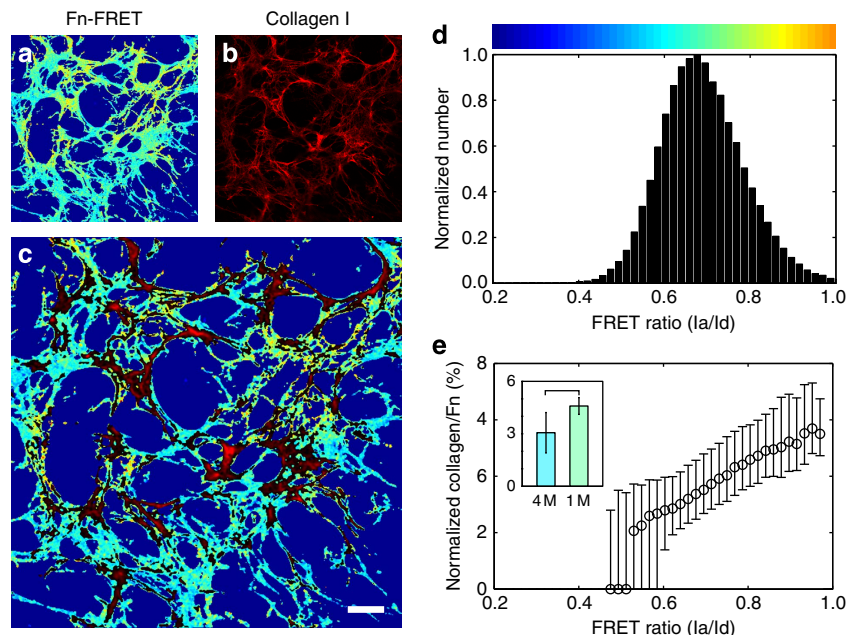 Fn-FRET
Collagen I
a
b
c
d
1.0
0.8
0.6
0.4
0.2
0.0
Normalized number
0.2 0.4 0.6 0.8 1.0
FRET ratio (Ia/Id)
e
8
4
6
2
0
Normalized collagen/Fn (%)
6
3
0
4 M 1 M
0.2 0.4 0.6 0.8 1.0
FRET ratio (Ia/Id)